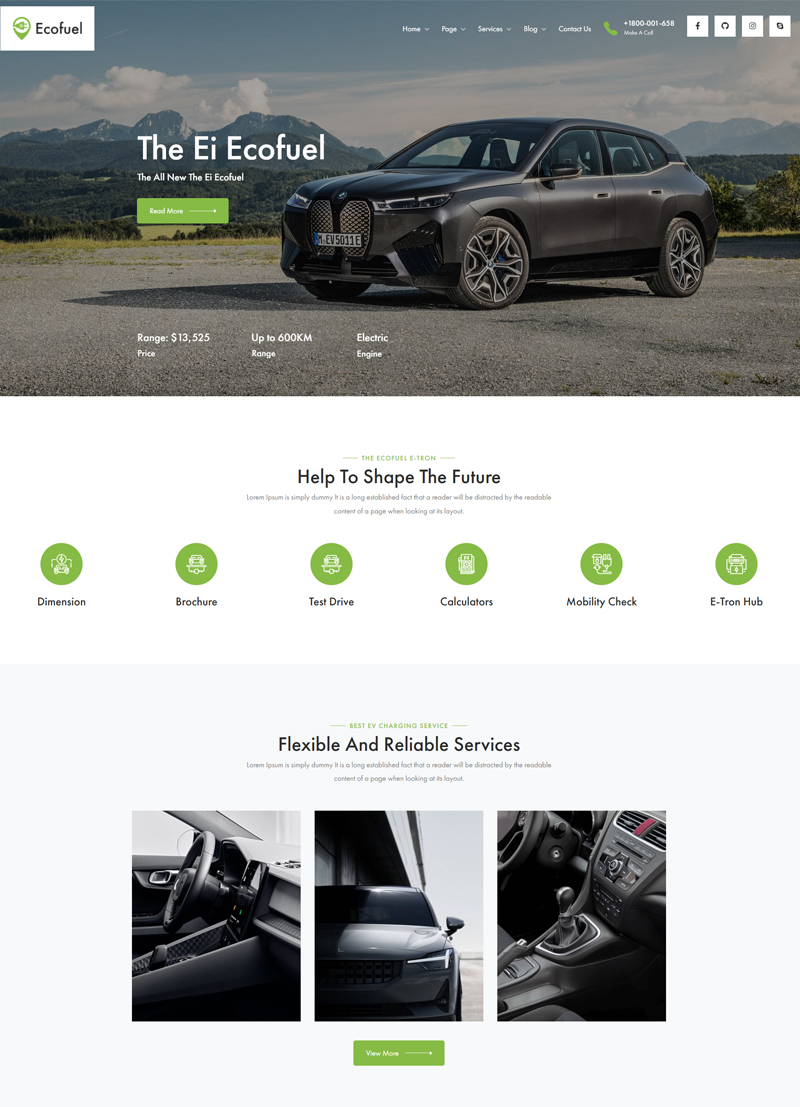 Ecofuel
Home Page Services Blog Contact Us
+1800-001-658
Make A Call
The Ei Ecofuel
The All New The Ei Ecofuel
Read More
M·EV5011E
Range: $13,525 Up to 600KM Electric
Price Range Engine
THE ECOFUEL E-TRON
Help To Shape The Future
Lorem Ipsum is simply dummy It is a long established fact that a reader will be distracted by the readable
content of a page when looking at its layout.
EV
Dimension Brochure Test Drive Calculators Mobility Check E-Tron Hub
BEST EV CHARGING SERVICE
Flexible And Reliable Services
Lorem Ipsum is simply dummy It is a long established fact that a reader will be distracted by the readable
content of a page when looking at its layout.
View More